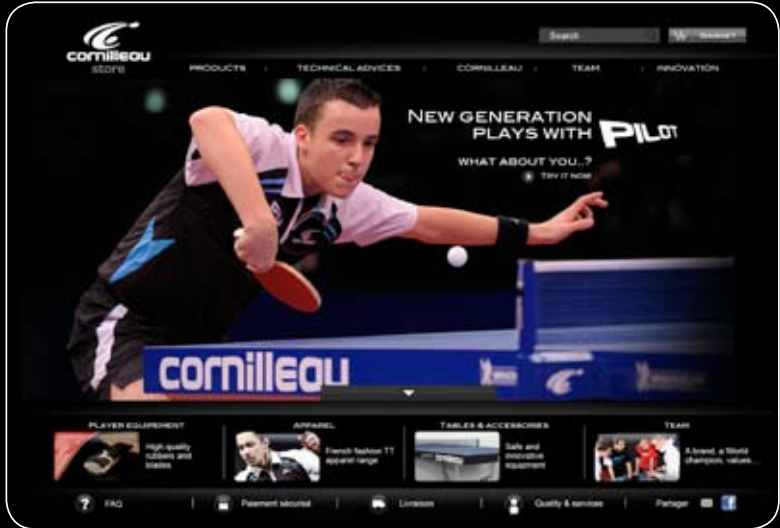 cornilleau
store
Search
PRODUCTS
TECHNICAL ADVICES
CORNILLEAU
TEAM
INNOVATION
NEW GENERATION
PLAYS WITH PILOT
WHAT ABOUT YOU..?
TRY IT NOW
cornilleau
PLAYER EQUIPEMENT
High quality
rubbers and
blades
APPAREL
French fashion TT
apparel range
TABLES & ACCESSORIES
Safe and
innovative
equipment
TEAM
A brand, a World
champion, values...
FAQ
Paiement sécurisé
Livraison
Quality & services
Partager